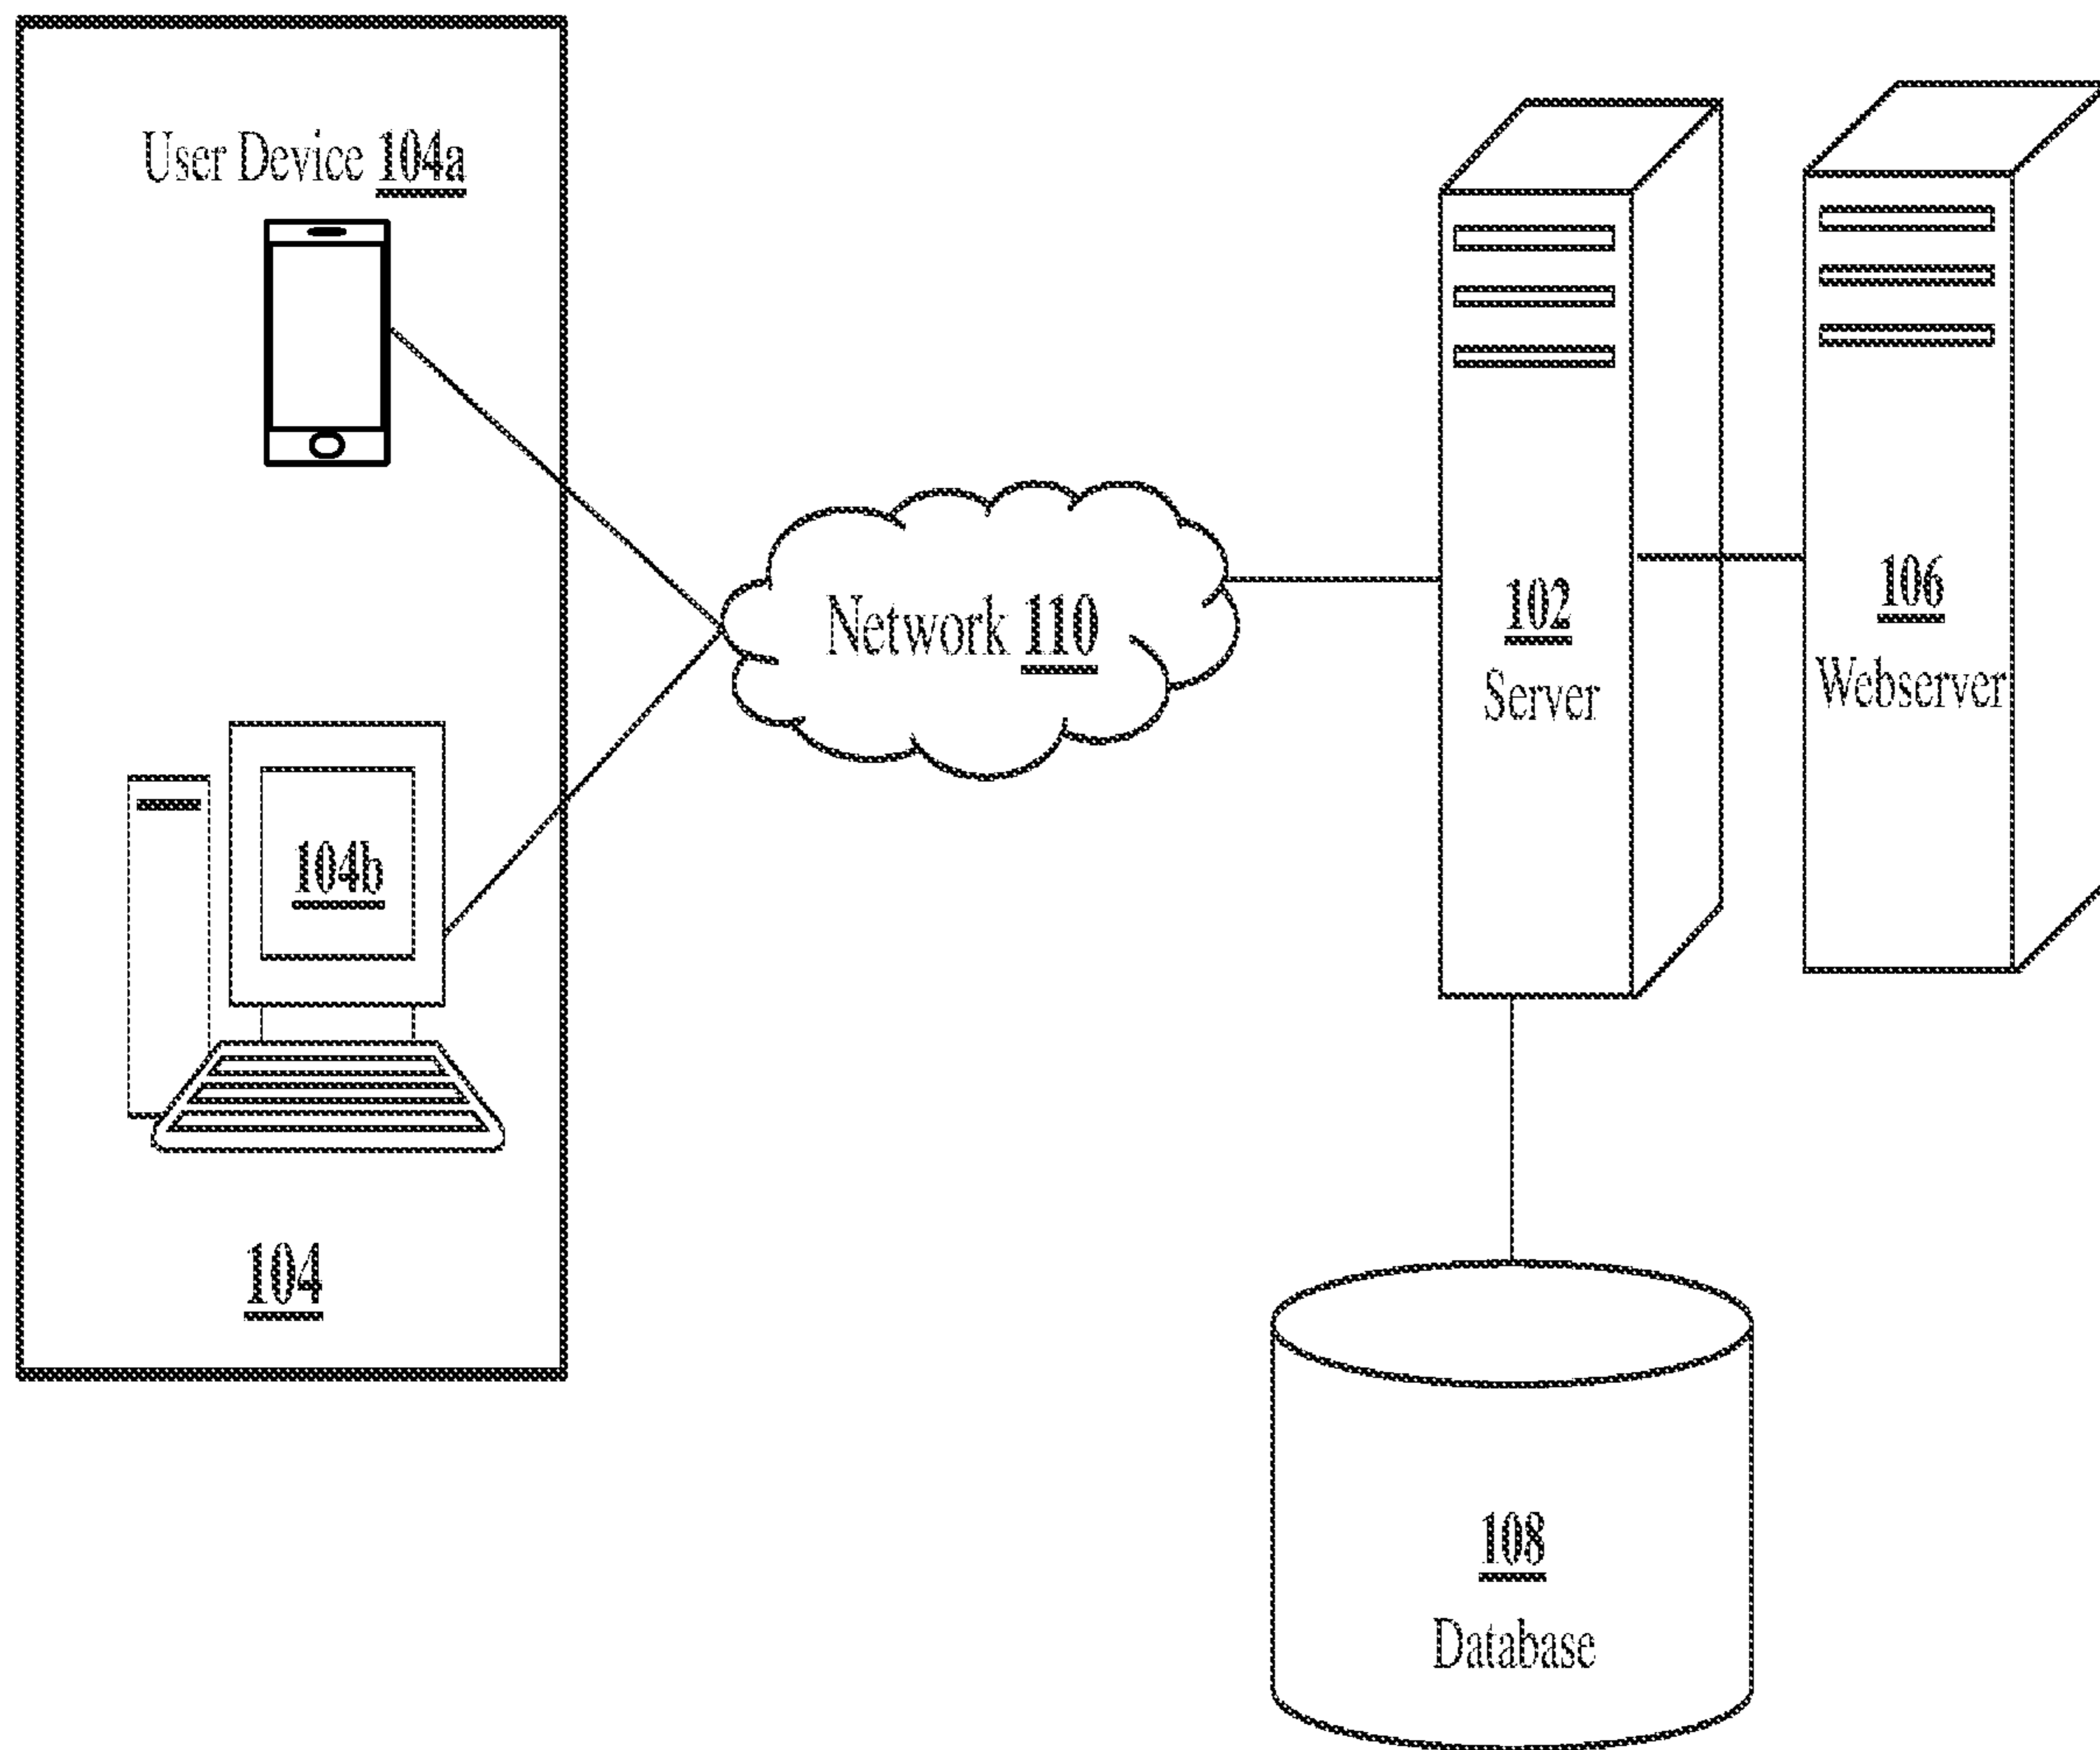 User Device 104a
104b
104
Network 110
102
Server
106
Webserver
108
Database